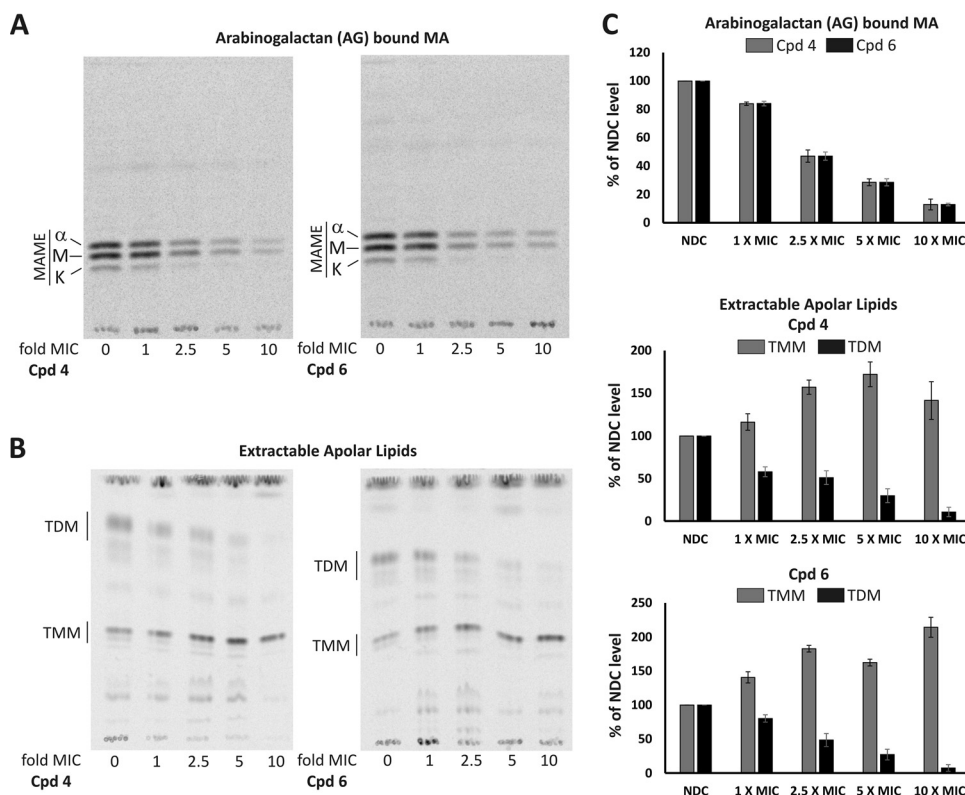 A
Arabinogalactan (AG) bound MA
MAME
α
M
K
fold MIC 0 1 2.5 5 10
Cpd 4
0 1 2.5 5 10
fold MIC
Cpd 6
B
Extractable Apolar Lipids
TDM
TMM
TDM
TMM
fold MIC 0 1 2.5 5 10
Cpd 4
fold MIC 0 1 2.5 5 10
Cpd 6
C
Arabinogalactan (AG) bound MA
Cpd 4 Cpd 6
% of NDC level
120
100
80
60
40
20
0
NDC 1 X MIC 2.5 X MIC 5 X MIC 10 X MIC
Extractable Apolar Lipids
Cpd 4
TMM TDM
% of NDC level
200
150
100
50
0
NDC 1 X MIC 2.5 X MIC 5 X MIC 10 X MIC
Cpd 6
TMM TDM
% of NDC level
250
200
150
100
50
0
NDC 1 X MIC 2.5 X MIC 5 X MIC 10 X MIC